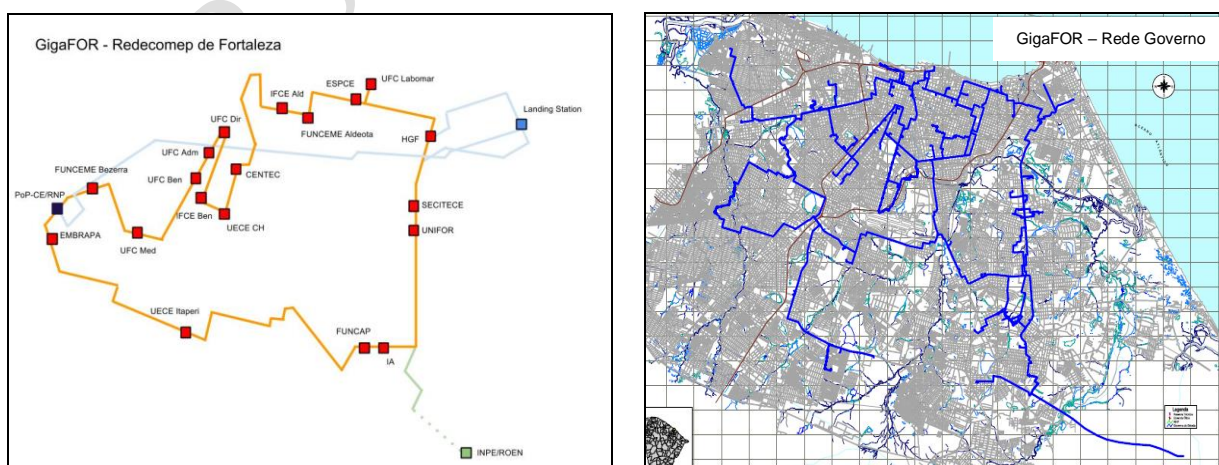 GigaFOR - Redecomep de Fortaleza
ESPCE
UFC Labomar
IFCE Ald
Landing Station
FUNCEME Aldeota
UFC Dir
HGF
UFC Adm
CENTEC
FUNCEME Bezerra
UFC Ben
PoP-CE/RNP
IFCE Ben
SECITECE
UECE CH
UNIFOR
EMBRAPA
UFC Med
UECE Itaperi
FUNCAP
IA
INPE/ROEN
GigaFOR – Rede Governo
Legenda